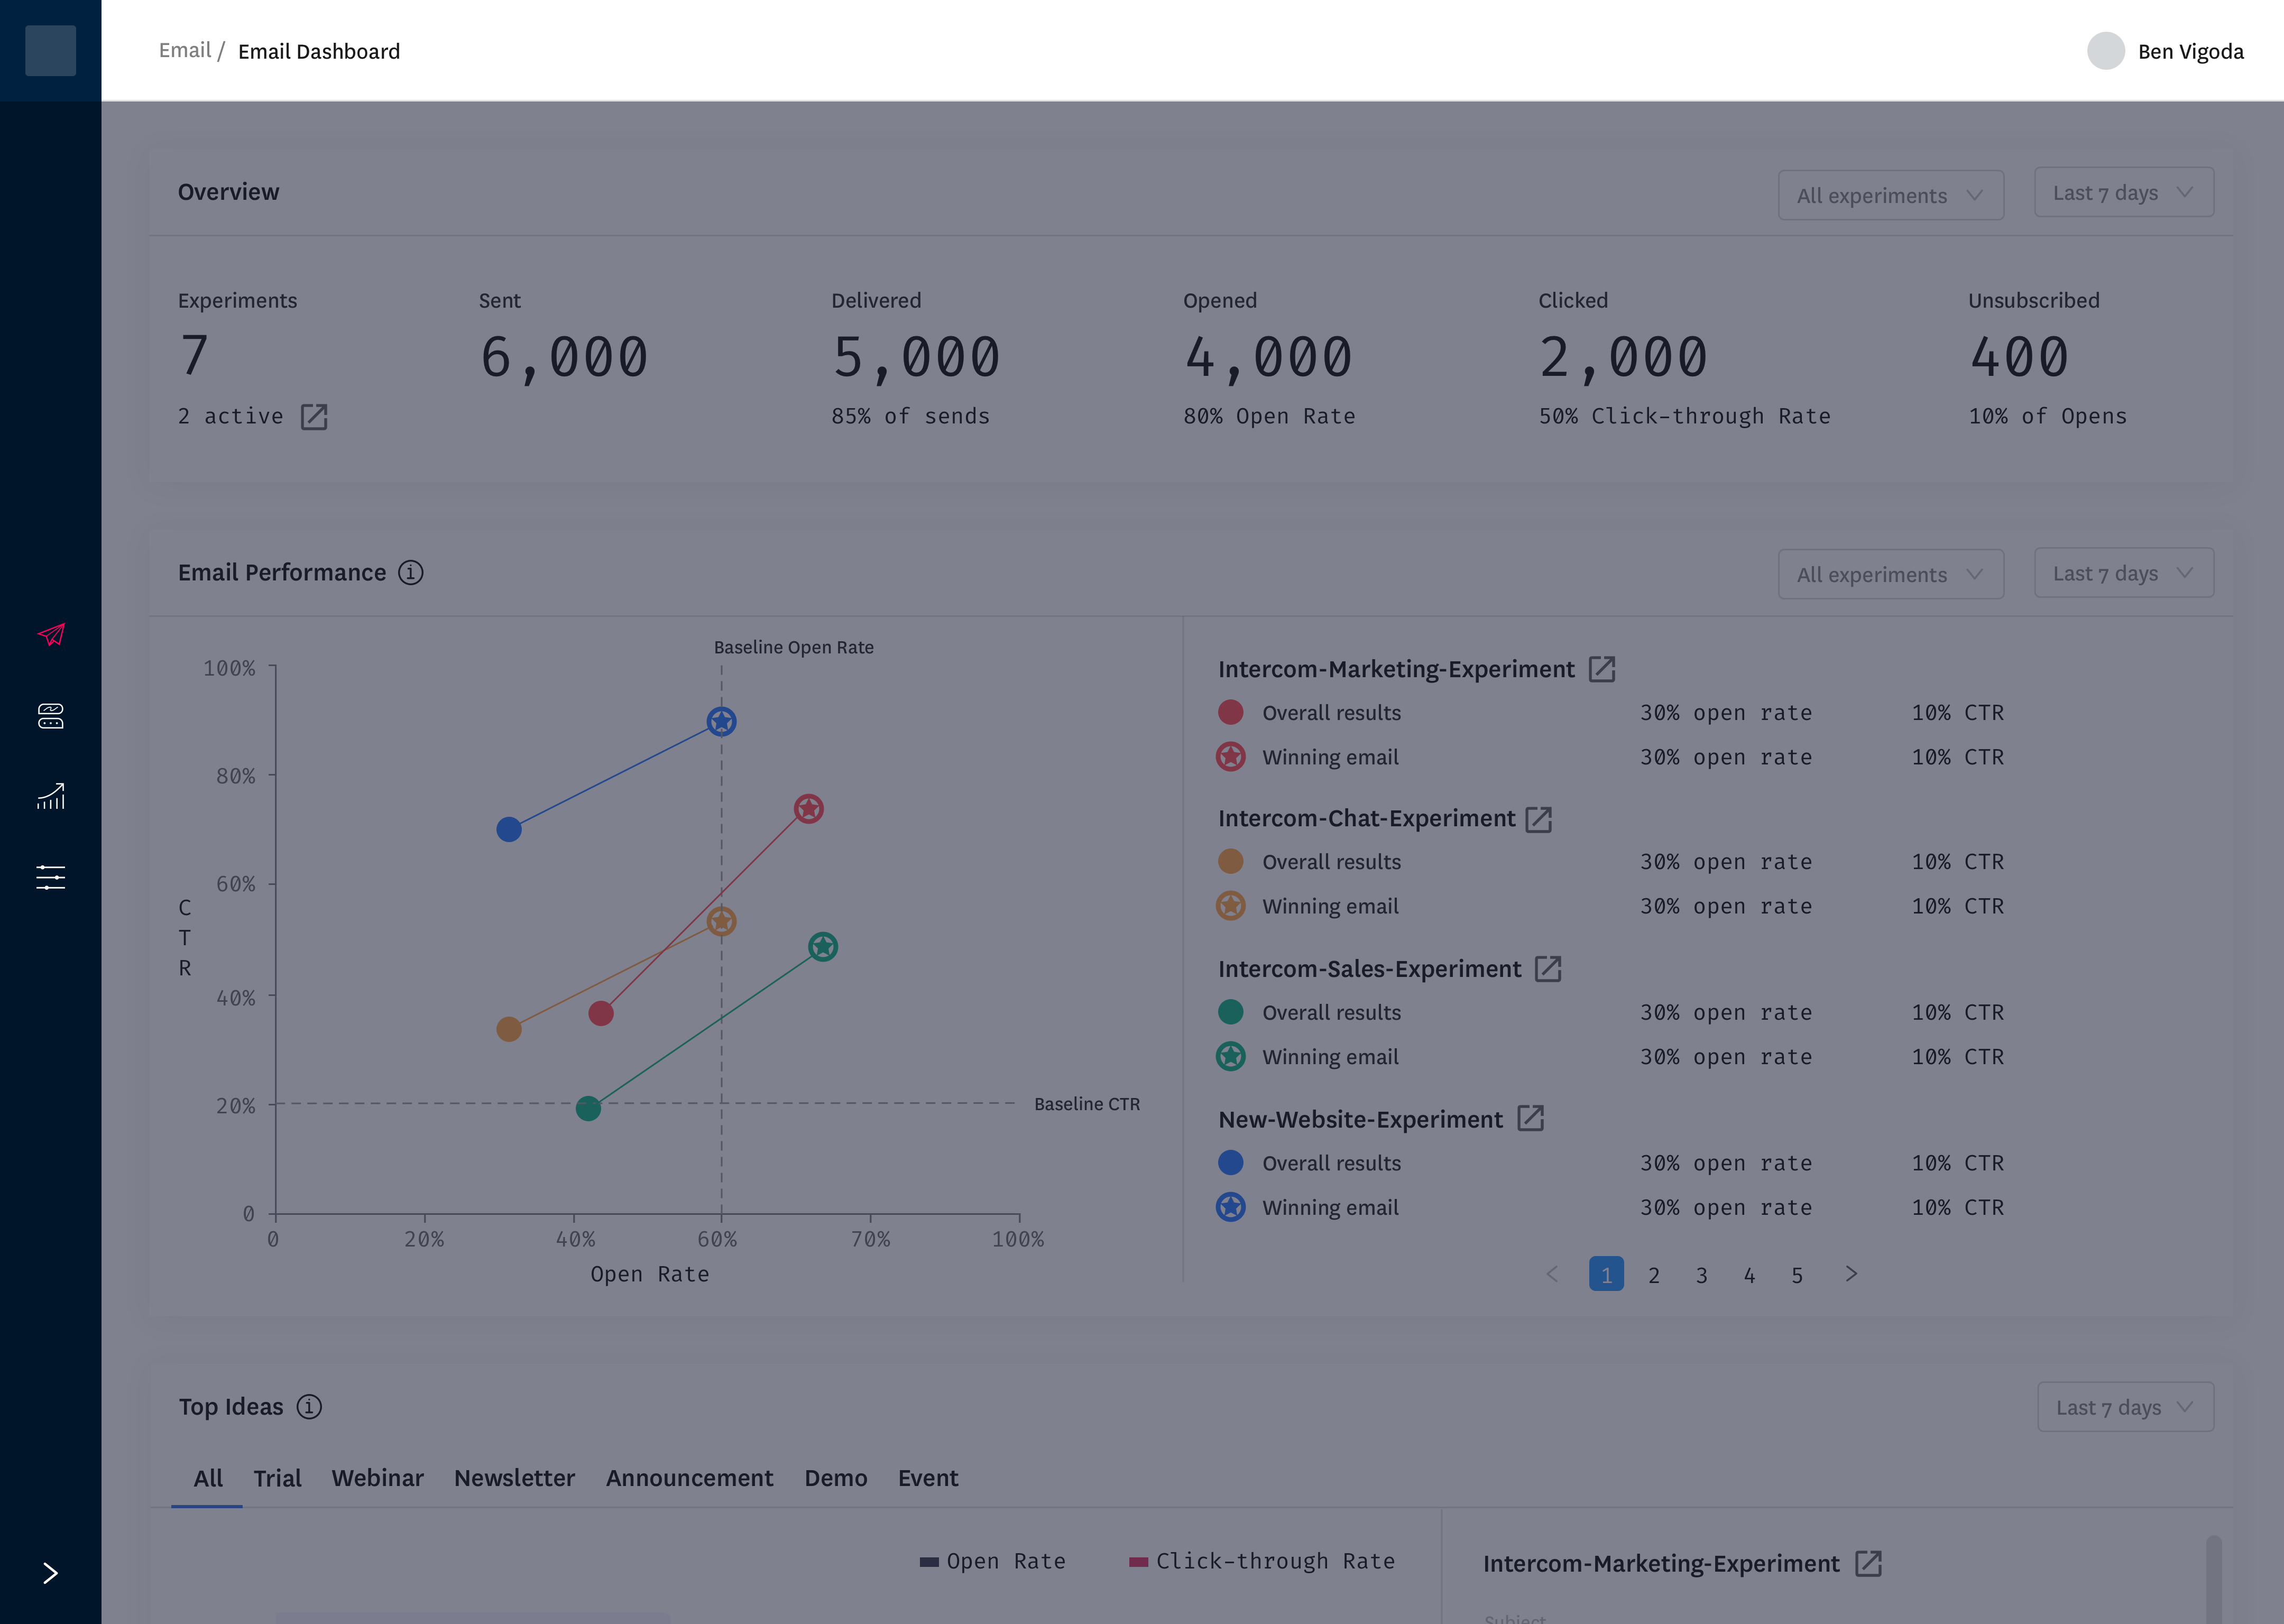 Email / Email Dashboard
Ben Vigoda
Overview
All experiments
Last 7 days
Experiments
7
2 active
Sent
6,000
Delivered
5,000
85% of sends
Opened
4,000
80% Open Rate
Clicked
2,000
50% Click-through Rate
Unsubscribed
400
10% of Opens
Email Performance
All experiments
Last 7 days
Baseline Open Rate
100%
80%
60%
40%
20%
0
CTR
Baseline CTR
0 20% 40% 60% 70% 100%
Open Rate
Intercom-Marketing-Experiment
Overall results 30% open rate 10% CTR
Winning email 30% open rate 10% CTR
Intercom-Chat-Experiment
Overall results 30% open rate 10% CTR
Winning email 30% open rate 10% CTR
Intercom-Sales-Experiment
Overall results 30% open rate 10% CTR
Winning email 30% open rate 10% CTR
New-Website-Experiment
Overall results 30% open rate 10% CTR
Winning email 30% open rate 10% CTR
< 1 2 3 4 5 >
Top Ideas
Last 7 days
All Trial Webinar Newsletter Announcement Demo Event
Open Rate Click-through Rate
Intercom-Marketing-Experiment
Subject